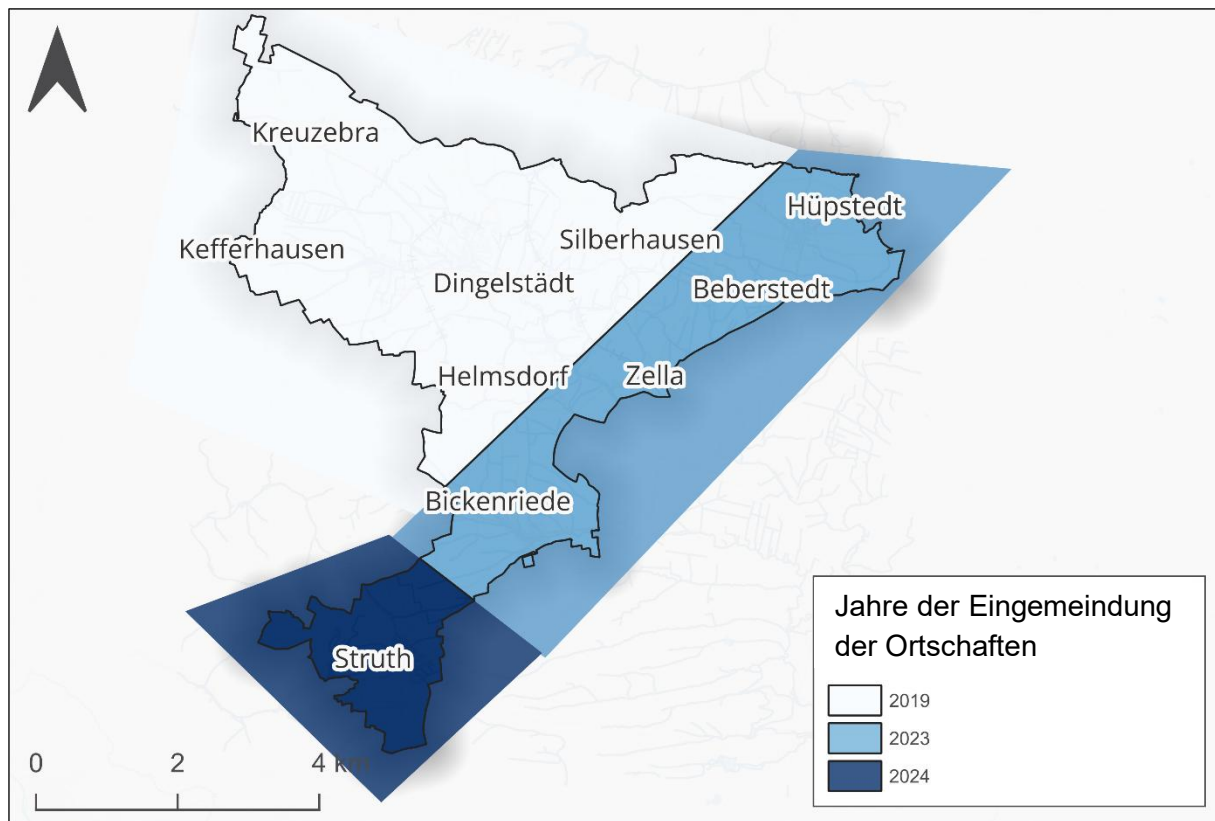 Kreuzebra
Hüpstedt
Silberhausen
Kefferhausen
Dingelstädt
Beberstedt
Helmsdorf
Zella
Bickenriede
Struth
Jahre der Eingemeindung
der Ortschaften
2019
2023
2024
0 2 4 km